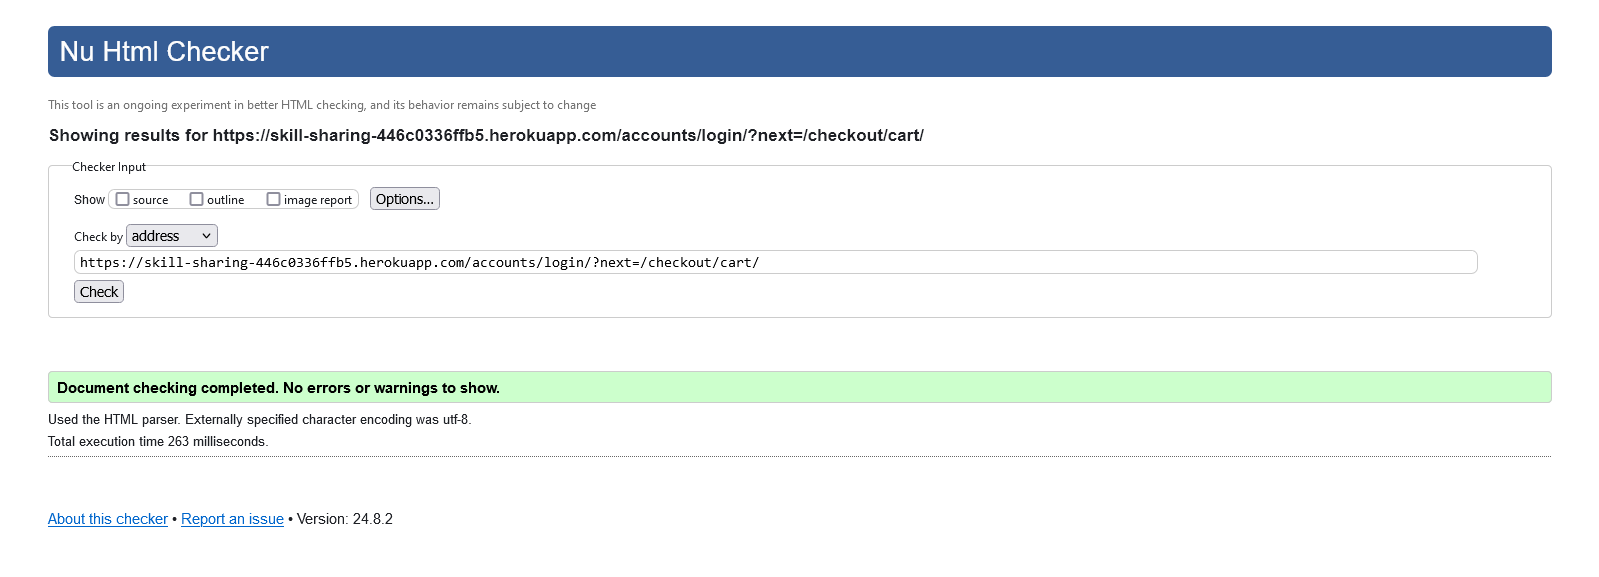 Nu Html Checker
This tool is an ongoing experiment in better HTML checking, and its behavior remains subject to change
Showing results for https://skill-sharing-446c0336ffb5.herokuapp.com/accounts/login/?next=/checkout/cart/
Checker Input
Show source outline image report Options...
Check by address
https://skill-sharing-446c0336ffb5.herokuapp.com/accounts/login/?next=/checkout/cart/
Check
Document checking completed. No errors or warnings to show.
Used the HTML parser. Externally specified character encoding was utf-8.
Total execution time 263 milliseconds.
About this checker • Report an issue • Version: 24.8.2